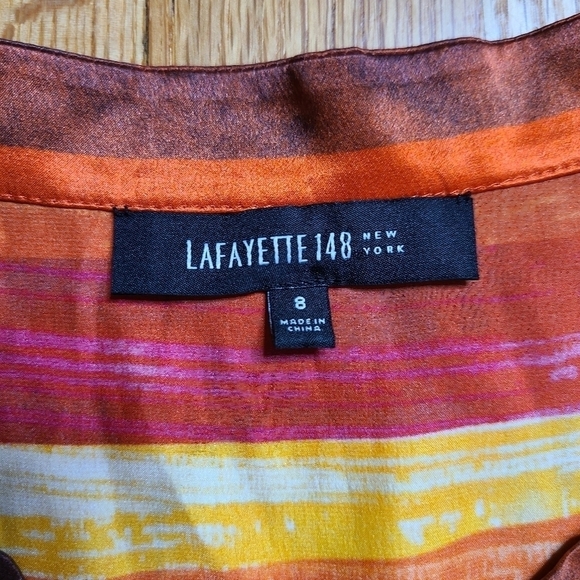 LAFAYETTE 148 NEW YORK
8
MADE IN
CHINA